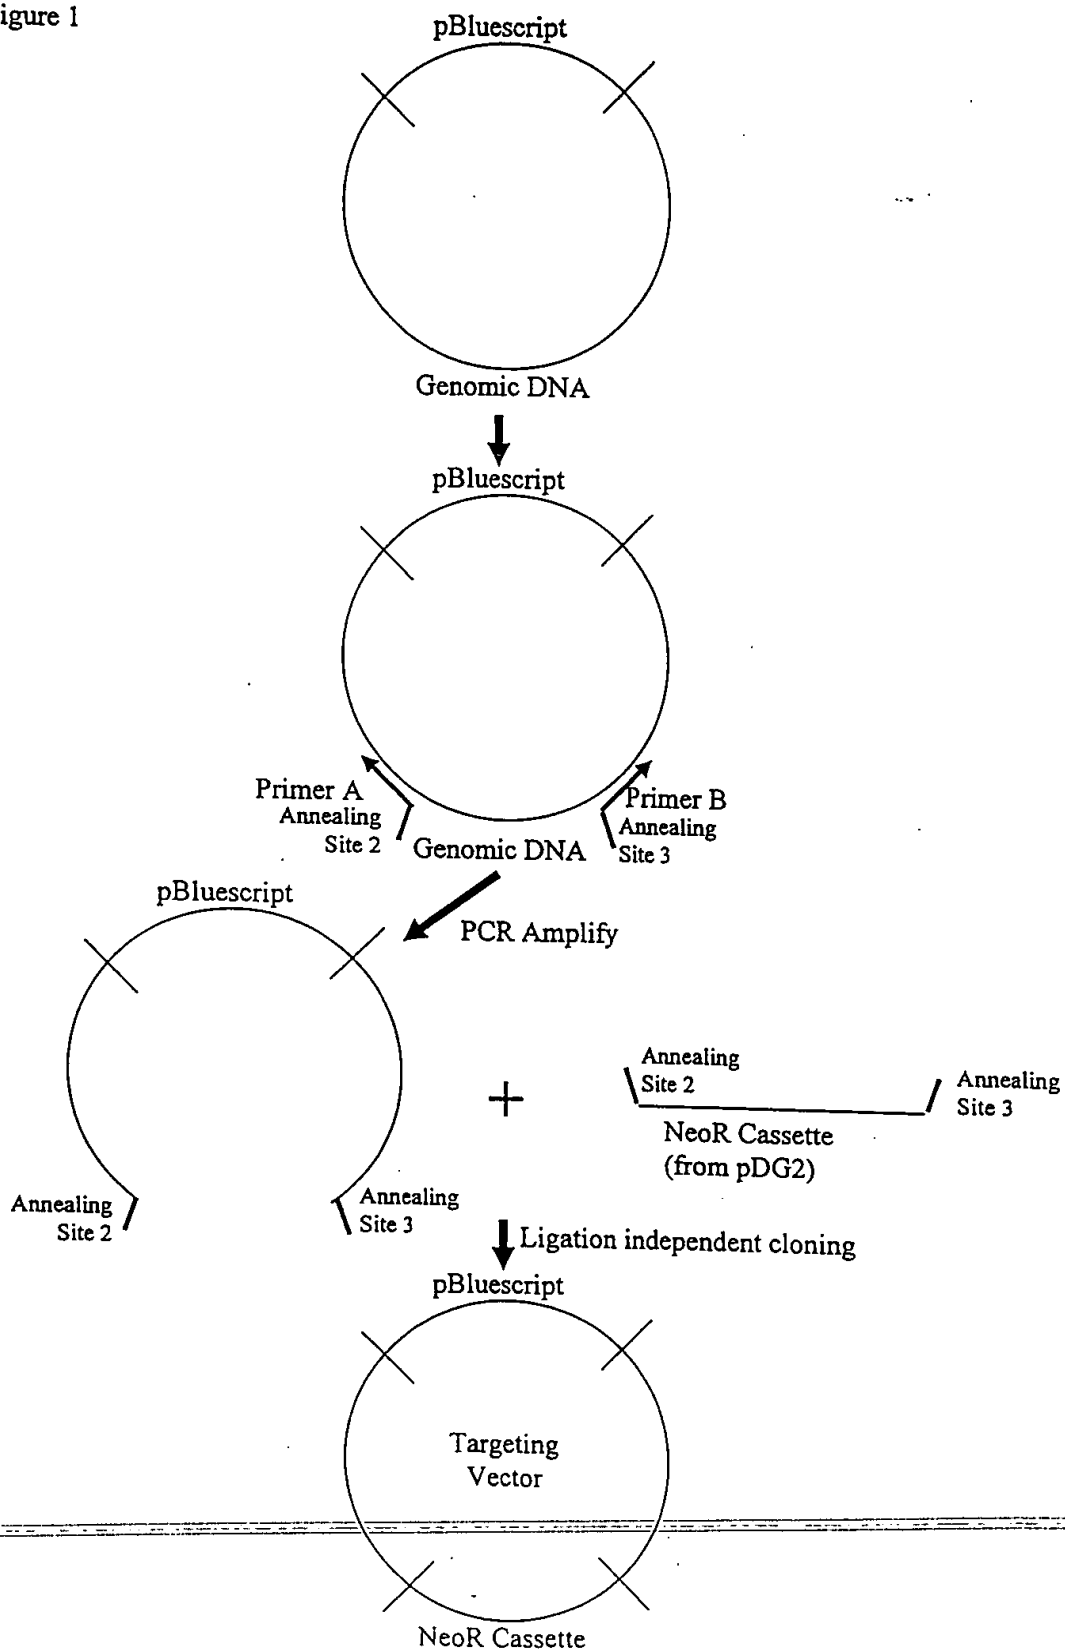 igure 1
pBluescript
Genomic DNA
pBluescript
Primer A
Annealing
Site 2
Primer B
Annealing
Site 3
Genomic DNA
pBluescript
PCR Amplify
Annealing
Site 2
Annealing
Site 3
+
Annealing
Site 2
Annealing
Site 3
NeoR Cassette
(from pDG2)
Ligation independent cloning
pBluescript
Targeting
Vector
NeoR Cassette